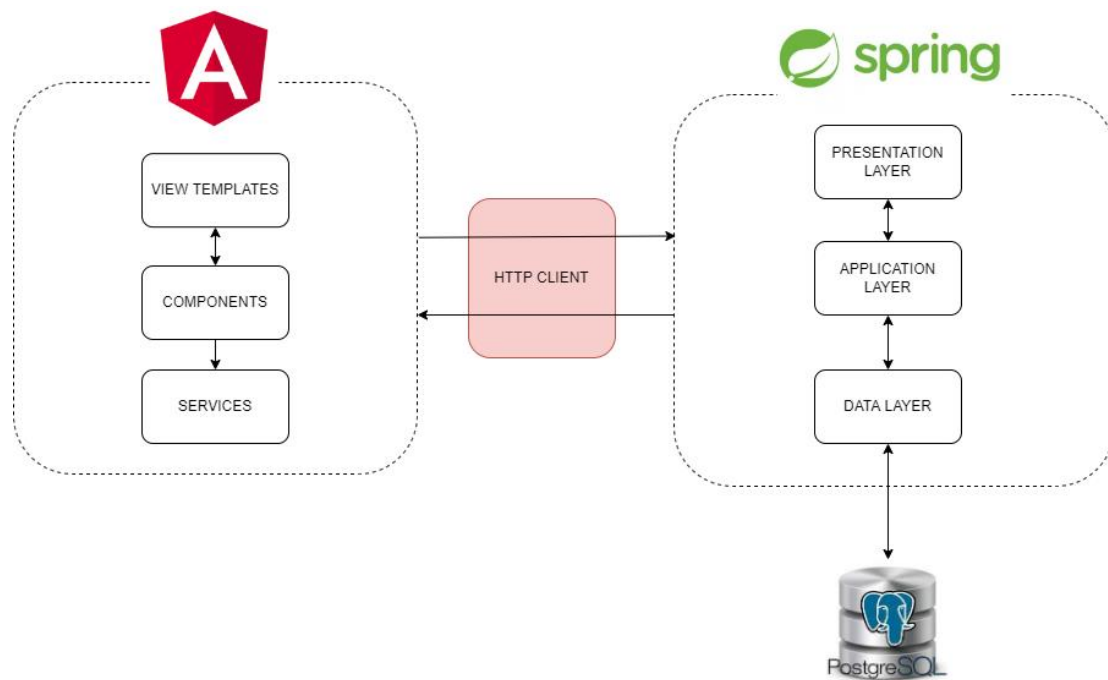 A
spring
VIEW TEMPLATES
COMPONENTS
SERVICES
HTTP CLIENT
PRESENTATION
LAYER
APPLICATION
LAYER
DATA LAYER
PostgreSQL